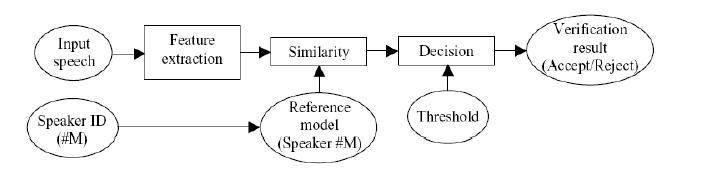 Input
speech
Feature
extraction
Similarity
Decision
Verification
result
(Accept/Reject)
Speaker ID
(#M)
Reference
model
(Speaker #M)
Threshold